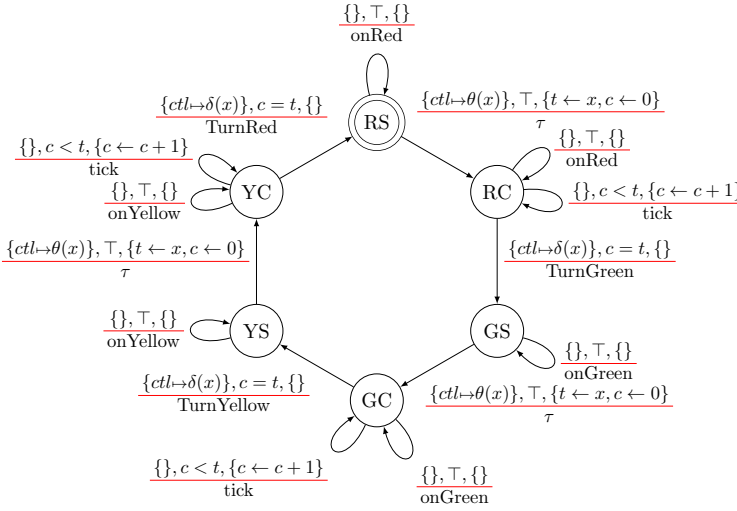 {}, ⊤, {}
onRed
{ctl↦δ(x)}, c = t, {}
TurnRed
RS
{ctl↦θ(x)}, ⊤, {t ← x, c ← 0}
τ
{}, c < t, {c ← c + 1}
tick
{}, ⊤, {}
onRed
{}, ⊤, {}
onYellow
YC
RC
{}, c < t, {c ← c + 1}
tick
{ctl↦θ(x)}, ⊤, {t ← x, c ← 0}
τ
{ctl↦δ(x)}, c = t, {}
TurnGreen
{}, ⊤, {}
onYellow
YS
GS
{}, ⊤, {}
onGreen
{ctl↦δ(x)}, c = t, {}
TurnYellow
GC
{ctl↦θ(x)}, ⊤, {t ← x, c ← 0}
τ
{}, c < t, {c ← c + 1}
tick
{}, ⊤, {}
onGreen